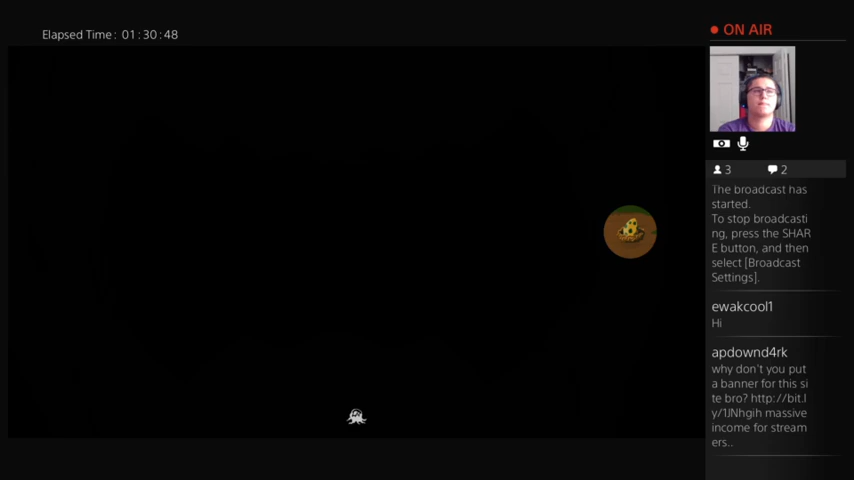 Elapsed Time : 01:30:48
ON AIR
3
2
The broadcast has
started.
To stop broadcasti
ng, press the SHAR
E button, and then
select [Broadcast
Settings].
ewakcool1
Hi
apdownd4rk
why don't you put
a banner for this si
te bro? http://bit.l
y/1JNhgih massive
income for stream
ers..